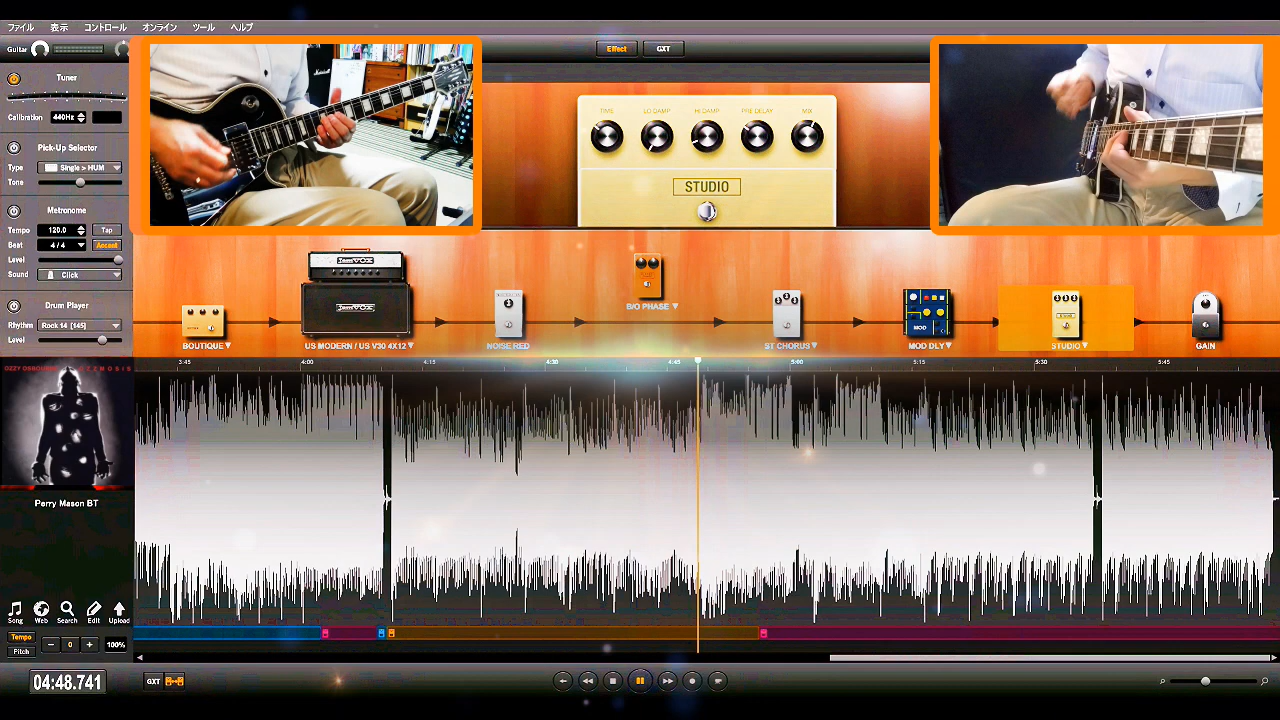 ファイル 表示 コントロール オンライン ツール ヘルプ
Guitar
Effect GXT
Tuner
Calibration 440Hz
Pick-Up Selector
Type Single > HUM
Tone
Metronome
Tempo 120.0 Tap
Beat 4 / 4 Accent
Level
Sound Click
Drum Player
Rhythm Rock 14 [145]
Level
Marshall
TIME LO DAMP HI DAMP PRE DELAY MIX
STUDIO
JamVOX
JamVOX
BOUTIQUE
US MODERN / US V30 4X12
NOISE RED
B/O PHASE
ST CHORUS
MOD
MOD DLY
STUDIO
STUDIO
GAIN
3:45 4:00 4:15 4:30 4:45 5:00 5:15 5:30 5:45
OZZY OSBOURNE OZZMOSIS
Perry Mason BT
Song Web Search Edit Upload
Tempo − 0 + 100%
Pitch
04:48.741
GXT